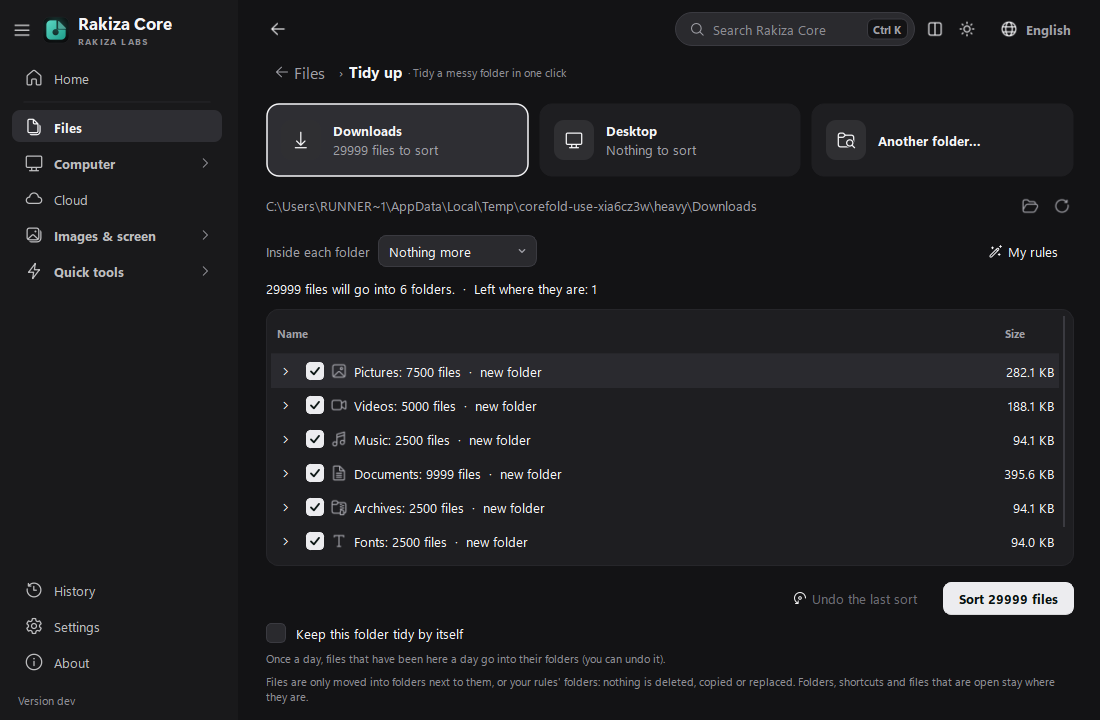 Rakiza Core
RAKIZA LABS
Search Rakiza Core
Ctrl K
English
Home
Files
Computer
Cloud
Images & screen
Quick tools
Files › Tidy up · Tidy a messy folder in one click
Downloads
29999 files to sort
Desktop
Nothing to sort
Another folder...
C:\Users\RUNNER~1\AppData\Local\Temp\corefold-use-xia6cz3w\heavy\Downloads
Inside each folder
Nothing more
My rules
29999 files will go into 6 folders. · Left where they are: 1
Name Size
Pictures: 7500 files · new folder 282.1 KB
Videos: 5000 files · new folder 188.1 KB
Music: 2500 files · new folder 94.1 KB
Documents: 9999 files · new folder 395.6 KB
Archives: 2500 files · new folder 94.1 KB
Fonts: 2500 files · new folder 94.0 KB
Undo the last sort
Sort 29999 files
Keep this folder tidy by itself
Once a day, files that have been here a day go into their folders (you can undo it).
Files are only moved into folders next to them, or your rules' folders: nothing is deleted, copied or replaced. Folders, shortcuts and files that are open stay where
they are.
History
Settings
About
Version dev